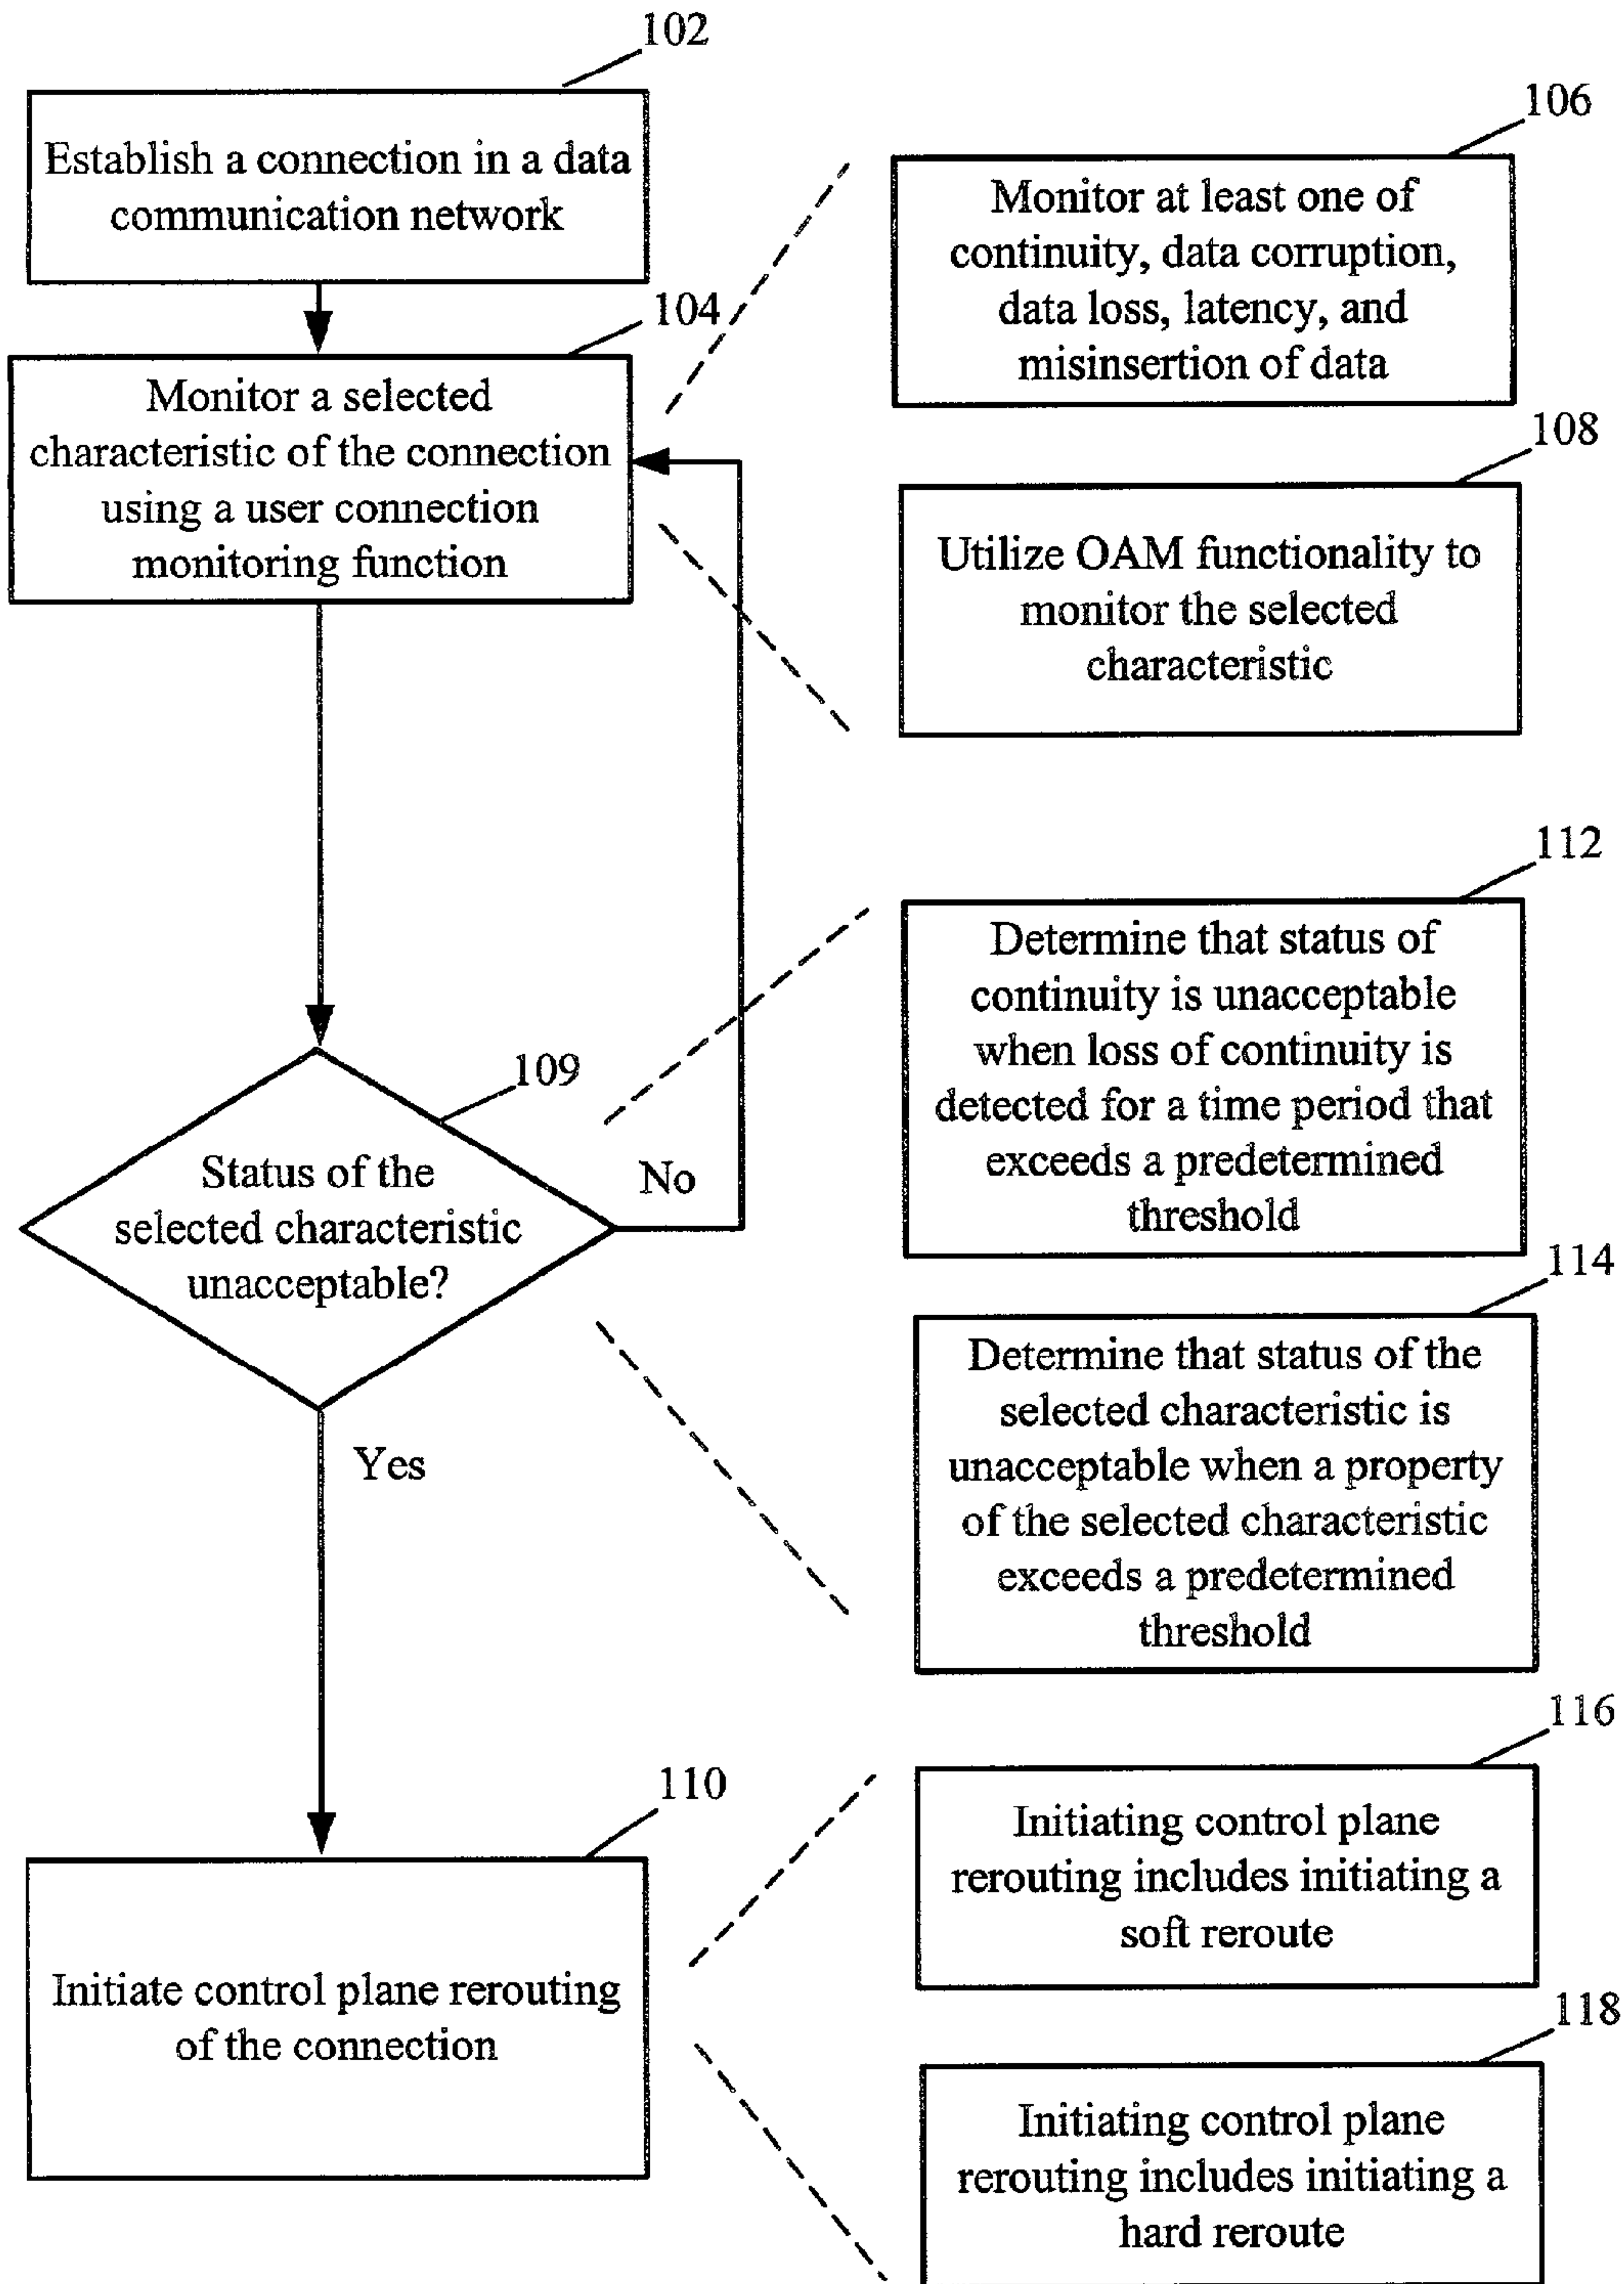 102
Establish a connection in a data
communication network
104
Monitor a selected
characteristic of the connection
using a user connection
monitoring function
106
Monitor at least one of
continuity, data corruption,
data loss, latency, and
misinsertion of data
108
Utilize OAM functionality to
monitor the selected
characteristic
109
Status of the
selected characteristic
unacceptable?
No
Yes
112
Determine that status of
continuity is unacceptable
when loss of continuity is
detected for a time period that
exceeds a predetermined
threshold
114
Determine that status of the
selected characteristic is
unacceptable when a property
of the selected characteristic
exceeds a predetermined
threshold
110
Initiate control plane rerouting
of the connection
116
Initiating control plane
rerouting includes initiating a
soft reroute
118
Initiating control plane
rerouting includes initiating a
hard reroute